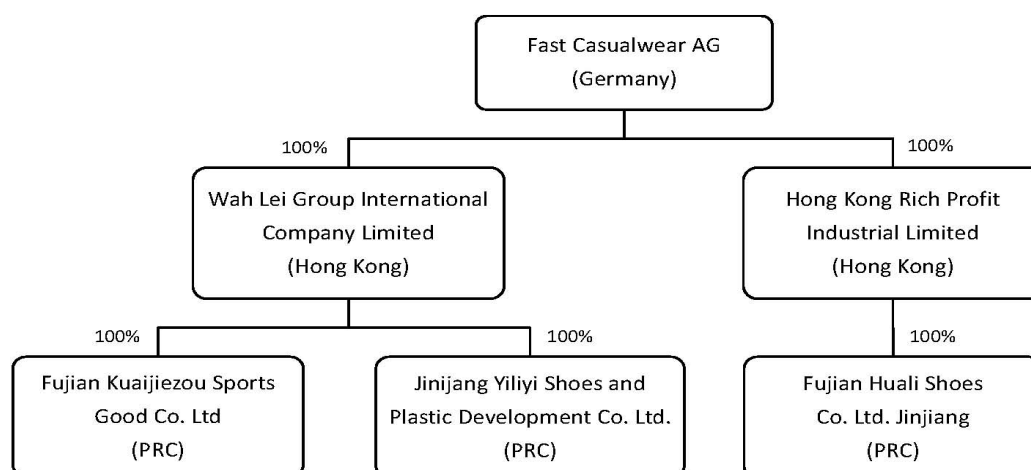 Fast Casualwear AG
(Germany)
100%
100%
Wah Lei Group International
Company Limited
(Hong Kong)
Hong Kong Rich Profit
Industrial Limited
(Hong Kong)
100%
100%
100%
Fujian Kuaijiezou Sports
Good Co. Ltd
(PRC)
Jinijang Yiliyi Shoes and
Plastic Development Co. Ltd.
(PRC)
Fujian Huali Shoes
Co. Ltd. Jinjiang
(PRC)